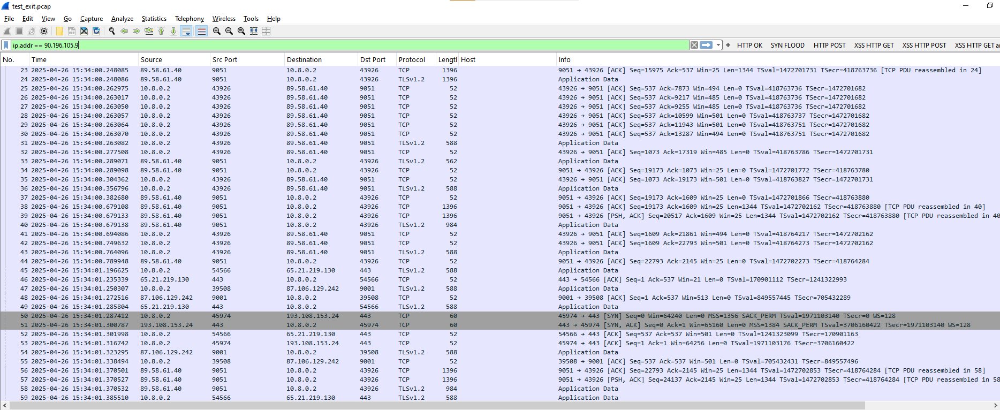 test_exit.pcap
File Edit View Go Capture Analyze Statistics Telephony Wireless Tools Help
ip.addr == 90.196.105.9 HTTP OK SYN FLOOD HTTP POST XSS HTTP GET XSS HTTP POST XSS HTTP GET a
No. Time Source Src Port Destination Dst Port Protocol Lengtl Host Info
23 2025-04-26 15:34:00.248085 89.58.61.40 9051 10.8.0.2 43926 TCP 1396 9051 → 43926 [ACK] Seq=15975 Ack=537 Win=25 Len=1344 TSval=1472701731 TSecr=418763736 [TCP PDU reassembled in 24]
24 2025-04-26 15:34:00.248086 89.58.61.40 9051 10.8.0.2 43926 TLSv1.2 1396 Application Data
25 2025-04-26 15:34:00.262975 10.8.0.2 43926 89.58.61.40 9051 TCP 52 43926 → 9051 [ACK] Seq=537 Ack=7873 Win=494 Len=0 TSval=418763736 TSecr=1472701682
26 2025-04-26 15:34:00.263017 10.8.0.2 43926 89.58.61.40 9051 TCP 52 43926 → 9051 [ACK] Seq=537 Ack=9217 Win=485 Len=0 TSval=418763736 TSecr=1472701682
27 2025-04-26 15:34:00.263050 10.8.0.2 43926 89.58.61.40 9051 TCP 52 43926 → 9051 [ACK] Seq=537 Ack=9255 Win=485 Len=0 TSval=418763736 TSecr=1472701682
28 2025-04-26 15:34:00.263057 10.8.0.2 43926 89.58.61.40 9051 TCP 52 43926 → 9051 [ACK] Seq=537 Ack=10599 Win=501 Len=0 TSval=418763737 TSecr=1472701682
29 2025-04-26 15:34:00.263064 10.8.0.2 43926 89.58.61.40 9051 TCP 52 43926 → 9051 [ACK] Seq=537 Ack=11943 Win=501 Len=0 TSval=418763751 TSecr=1472701682
30 2025-04-26 15:34:00.263070 10.8.0.2 43926 89.58.61.40 9051 TCP 52 43926 → 9051 [ACK] Seq=537 Ack=13287 Win=494 Len=0 TSval=418763751 TSecr=1472701682
31 2025-04-26 15:34:00.263082 10.8.0.2 43926 89.58.61.40 9051 TLSv1.2 588 Application Data
32 2025-04-26 15:34:00.277508 10.8.0.2 43926 89.58.61.40 9051 TCP 52 43926 → 9051 [ACK] Seq=1073 Ack=17319 Win=485 Len=0 TSval=418763786 TSecr=1472701731
33 2025-04-26 15:34:00.289071 89.58.61.40 9051 10.8.0.2 43926 TLSv1.2 562 Application Data
34 2025-04-26 15:34:00.289098 89.58.61.40 9051 10.8.0.2 43926 TCP 52 9051 → 43926 [ACK] Seq=19173 Ack=1073 Win=25 Len=0 TSval=1472701772 TSecr=418763780
35 2025-04-26 15:34:00.304362 10.8.0.2 43926 89.58.61.40 9051 TCP 52 43926 → 9051 [ACK] Seq=1073 Ack=19173 Win=501 Len=0 TSval=418763827 TSecr=1472701731
36 2025-04-26 15:34:00.356796 10.8.0.2 43926 89.58.61.40 9051 TLSv1.2 588 Application Data
37 2025-04-26 15:34:00.382680 89.58.61.40 9051 10.8.0.2 43926 TCP 52 9051 → 43926 [ACK] Seq=19173 Ack=1609 Win=25 Len=0 TSval=1472701866 TSecr=418763880
38 2025-04-26 15:34:00.679108 89.58.61.40 9051 10.8.0.2 43926 TCP 1396 9051 → 43926 [ACK] Seq=19173 Ack=1609 Win=25 Len=1344 TSval=1472702162 TSecr=418763880 [TCP PDU reassembled in 40]
39 2025-04-26 15:34:00.679133 89.58.61.40 9051 10.8.0.2 43926 TCP 1396 9051 → 43926 [PSH, ACK] Seq=20517 Ack=1609 Win=25 Len=1344 TSval=1472702162 TSecr=418763880 [TCP PDU reassembled in 40
40 2025-04-26 15:34:00.679138 89.58.61.40 9051 10.8.0.2 43926 TLSv1.2 984 Application Data
41 2025-04-26 15:34:00.694086 10.8.0.2 43926 89.58.61.40 9051 TCP 52 43926 → 9051 [ACK] Seq=1609 Ack=21861 Win=494 Len=0 TSval=418764217 TSecr=1472702162
42 2025-04-26 15:34:00.749632 10.8.0.2 43926 89.58.61.40 9051 TCP 52 43926 → 9051 [ACK] Seq=1609 Ack=22793 Win=501 Len=0 TSval=418764273 TSecr=1472702162
43 2025-04-26 15:34:00.764096 10.8.0.2 43926 89.58.61.40 9051 TLSv1.2 588 Application Data
44 2025-04-26 15:34:00.789948 89.58.61.40 9051 10.8.0.2 43926 TCP 52 9051 → 43926 [ACK] Seq=22793 Ack=2145 Win=25 Len=0 TSval=1472702273 TSecr=418764284
45 2025-04-26 15:34:01.196625 10.8.0.2 54566 65.21.219.130 443 TLSv1.2 588 Application Data
46 2025-04-26 15:34:01.235339 65.21.219.130 443 10.8.0.2 54566 TCP 52 443 → 54566 [ACK] Seq=1 Ack=537 Win=21 Len=0 TSval=170901112 TSecr=1241322993
47 2025-04-26 15:34:01.250307 10.8.0.2 39508 87.106.129.242 9001 TLSv1.2 588 Application Data
48 2025-04-26 15:34:01.272516 87.106.129.242 9001 10.8.0.2 39508 TCP 52 9001 → 39508 [ACK] Seq=1 Ack=537 Win=513 Len=0 TSval=849557445 TSecr=705432289
49 2025-04-26 15:34:01.285804 65.21.219.130 443 10.8.0.2 54566 TLSv1.2 588 Application Data
50 2025-04-26 15:34:01.287412 10.8.0.2 45974 193.108.153.24 443 TCP 60 45974 → 443 [SYN] Seq=0 Win=64240 Len=0 MSS=1356 SACK_PERM TSval=1971103140 TSecr=0 WS=128
51 2025-04-26 15:34:01.300787 193.108.153.24 443 10.8.0.2 45974 TCP 60 443 → 45974 [SYN, ACK] Seq=0 Ack=1 Win=65160 Len=0 MSS=1384 SACK_PERM TSval=3706160422 TSecr=1971103140 WS=128
52 2025-04-26 15:34:01.301998 10.8.0.2 54566 65.21.219.130 443 TCP 52 54566 → 443 [ACK] Seq=537 Ack=537 Win=501 Len=0 TSval=1241323099 TSecr=170901163
53 2025-04-26 15:34:01.316742 10.8.0.2 45974 193.108.153.24 443 TCP 52 45974 → 443 [ACK] Seq=1 Ack=1 Win=64256 Len=0 TSval=1971103176 TSecr=3706160422
54 2025-04-26 15:34:01.323295 87.106.129.242 9001 10.8.0.2 39508 TLSv1.2 588 Application Data
55 2025-04-26 15:34:01.338494 10.8.0.2 39508 87.106.129.242 9001 TCP 52 39508 → 9001 [ACK] Seq=537 Ack=537 Win=501 Len=0 TSval=705432431 TSecr=849557496
56 2025-04-26 15:34:01.370501 89.58.61.40 9051 10.8.0.2 43926 TCP 1396 9051 → 43926 [ACK] Seq=22793 Ack=2145 Win=25 Len=1344 TSval=1472702853 TSecr=418764284 [TCP PDU reassembled in 58]
57 2025-04-26 15:34:01.370527 89.58.61.40 9051 10.8.0.2 43926 TCP 1396 9051 → 43926 [PSH, ACK] Seq=24137 Ack=2145 Win=25 Len=1344 TSval=1472702853 TSecr=418764284 [TCP PDU reassembled in 58
58 2025-04-26 15:34:01.370532 89.58.61.40 9051 10.8.0.2 43926 TLSv1.2 984 Application Data
59 2025-04-26 15:34:01.385510 10.8.0.2 54566 65.21.219.130 443 TLSv1.2 588 Application Data